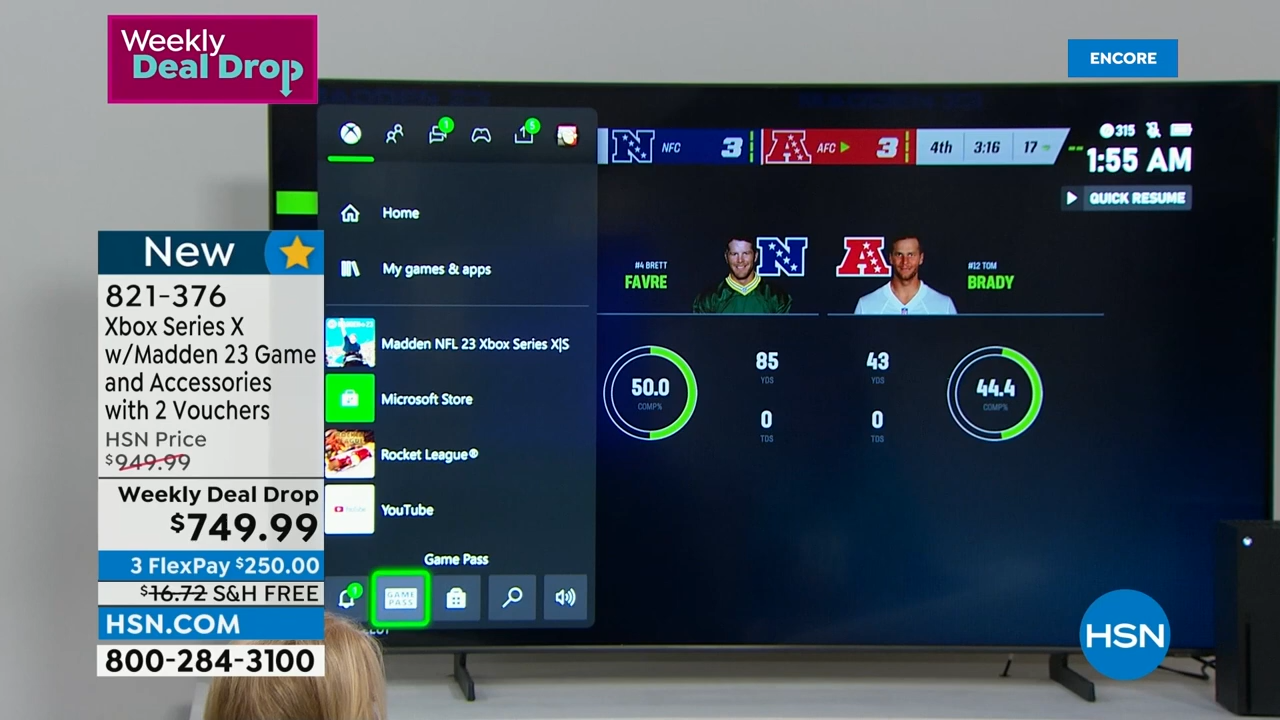 Weekly
Deal Drop
ENCORE
New
821-376
Xbox Series X
w/Madden 23 Game
and Accessories
with 2 Vouchers
HSN Price
$949.99
Weekly Deal Drop
$749.99
3 FlexPay $250.00
$16.72 S&H FREE
HSN.COM
800-284-3100
1
5
Home
My games & apps
Madden NFL 23 Xbox Series X|S
Microsoft Store
Rocket League®
YouTube
Game Pass
1
GAME
PASS
NFC 3 AFC 3 4th 3:16 17
315
1:55 AM
QUICK RESUME
#4 BRETT
FAVRE
#12 TOM
BRADY
50.0
COMP%
85
YDS
0
TDS
43
YDS
0
TDS
44.4
COMP%
HSN